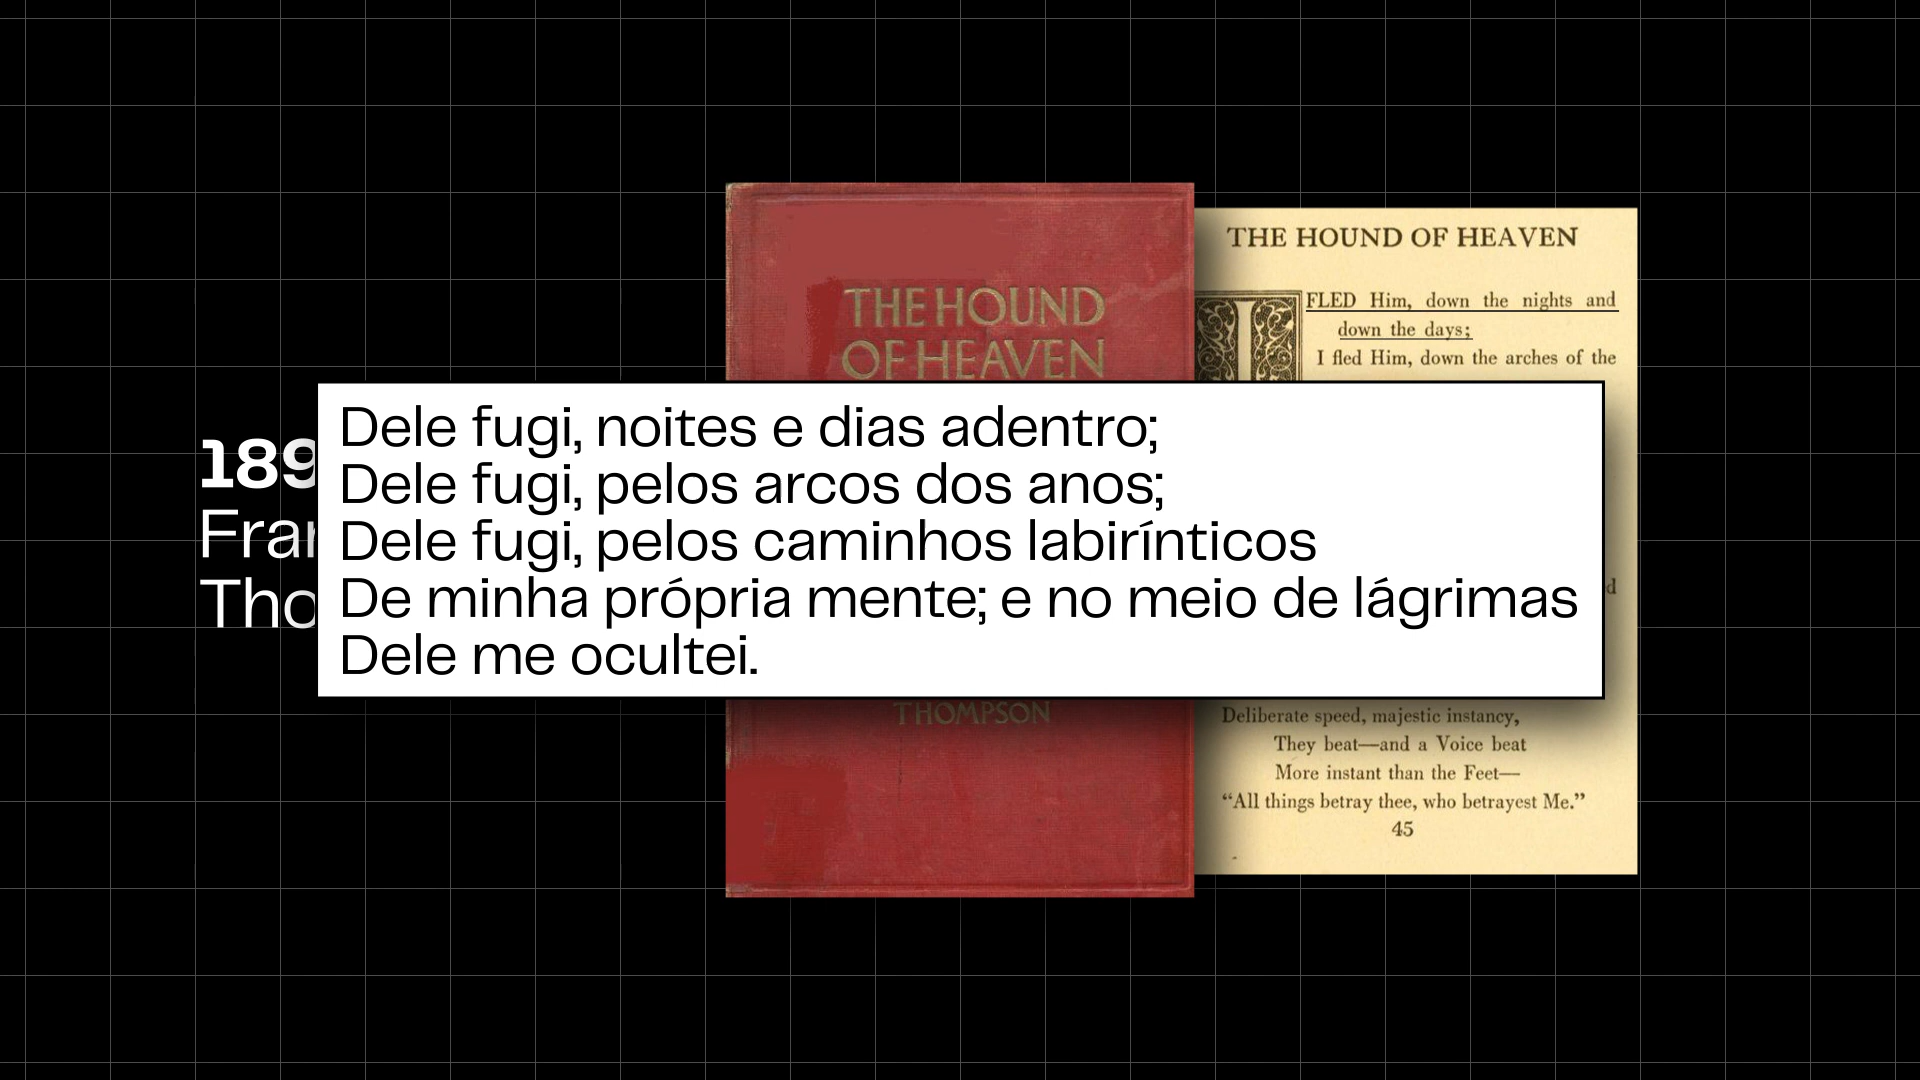 THE HOUND
OF HEAVEN
THOMPSON
THE HOUND OF HEAVEN
I FLED Him, down the nights and
down the days;
I fled Him, down the arches of the
Deliberate speed, majestic instancy,
They beat—and a Voice beat
More instant than the Feet—
“All things betray thee, who betrayest Me.”
45
Dele fugi, noites e dias adentro;
Dele fugi, pelos arcos dos anos;
Dele fugi, pelos caminhos labirínticos
De minha própria mente; e no meio de lágrimas
Dele me ocultei.